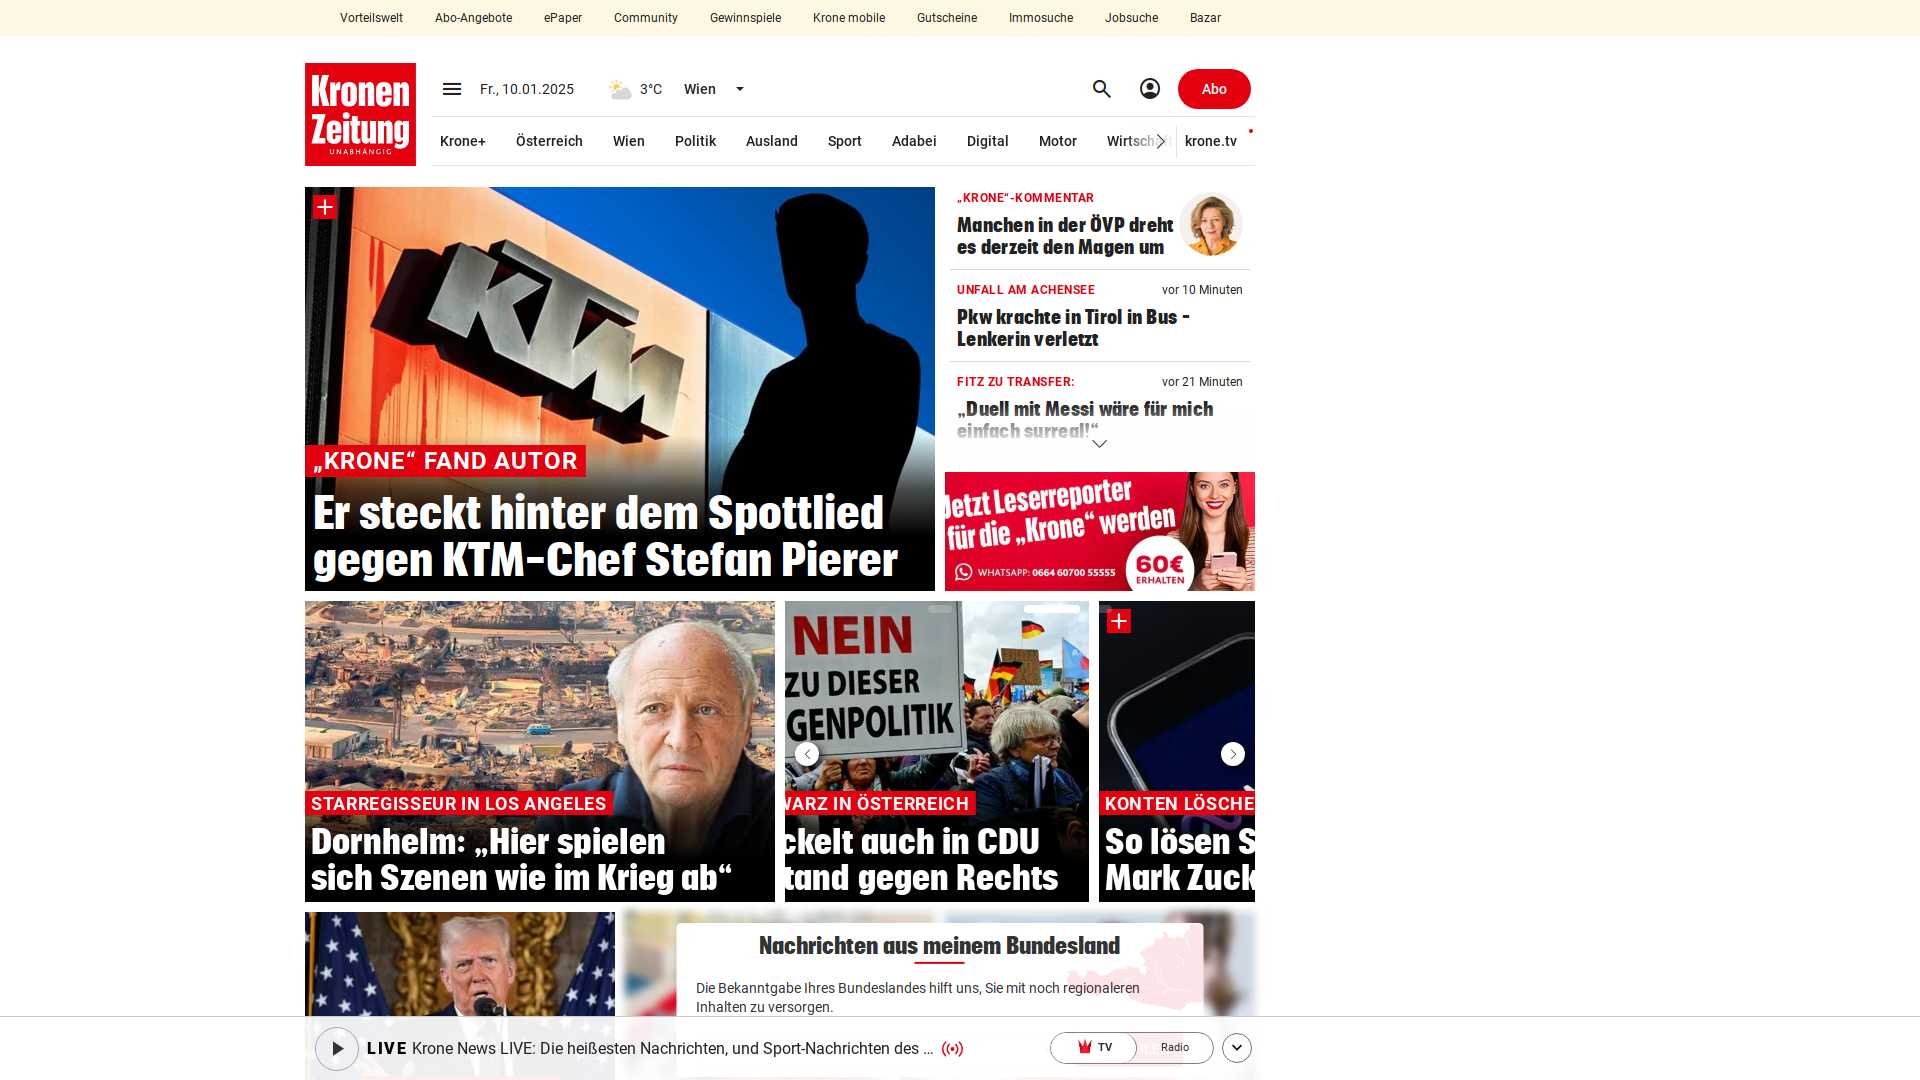 Vorteilswelt Abo-Angebote ePaper Community Gewinnspiele Krone mobile Gutscheine Immosuche Jobsuche Bazar
Kronen
Zeitung
UNABHÄNGIG
Fr., 10.01.2025 3°C Wien Abo
Krone+ Österreich Wien Politik Ausland Sport Adabei Digital Motor krone.tv
KTM
„KRONE“ FAND AUTOR
Er steckt hinter dem Spottlied
gegen KTM-Chef Stefan Pierer
„KRONE“-KOMMENTAR
Manchen in der ÖVP dreht
es derzeit den Magen um
UNFALL AM ACHENSEE vor 10 Minuten
Pkw krachte in Tirol in Bus -
Lenkerin verletzt
FITZ ZU TRANSFER: vor 21 Minuten
„Duell mit Messi wäre für mich
einfach surreal!“
Jetzt Leserreporter
für die „Krone“ werden
WHATSAPP: 0664 60700 55555
60€
ERHALTEN
STARREGISSEUR IN LOS ANGELES
Dornhelm: „Hier spielen
sich Szenen wie im Krieg ab“
NEIN
ZU DIESER
GENPOLITIK
WARZ IN ÖSTERREICH
ckelt auch in CDU
tand gegen Rechts
KONTEN LÖSCHE
So lösen S
Mark Zuck
Nachrichten aus meinem Bundesland
Die Bekanntgabe Ihres Bundeslandes hilft uns, Sie mit noch regionaleren
Inhalten zu versorgen.
LIVE Krone News LIVE: Die heißesten Nachrichten, und Sport-Nachrichten des ... TV Radio